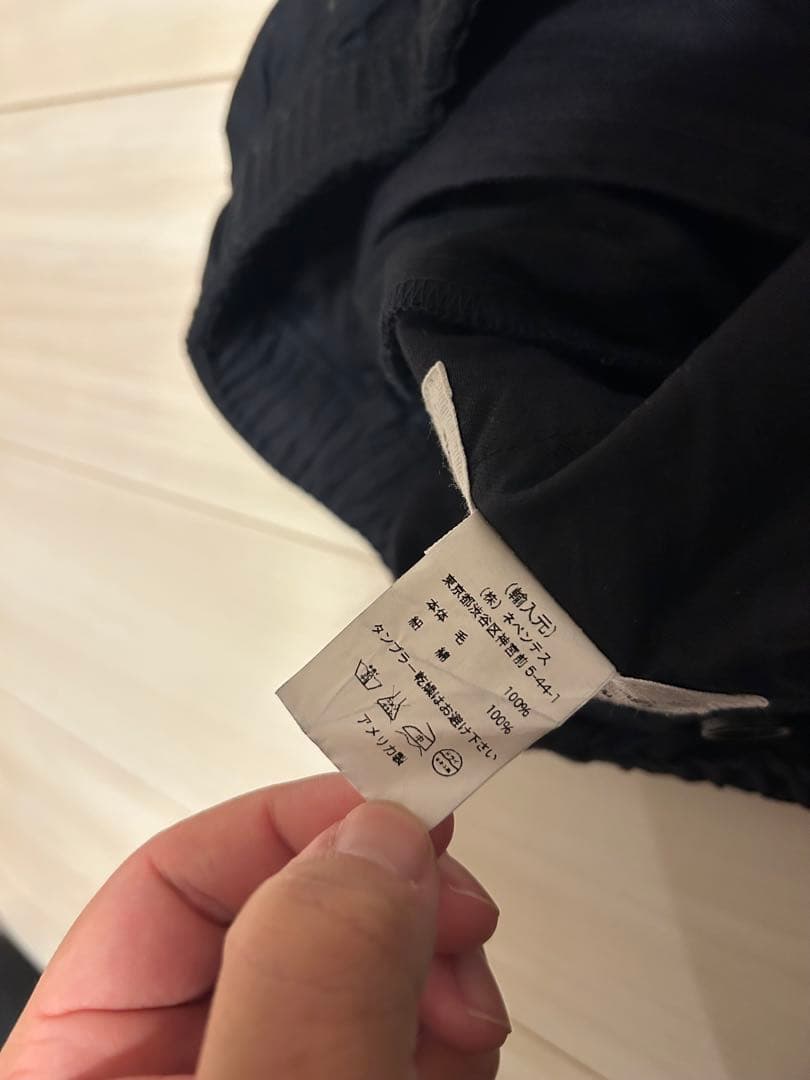 (輸入元)
(株) ネペンテス
東京都渋谷区神宮前 5-44-1
本体 毛 100%
紐 綿 100%
タンブラー乾燥はお避け下さい
アメリカ製